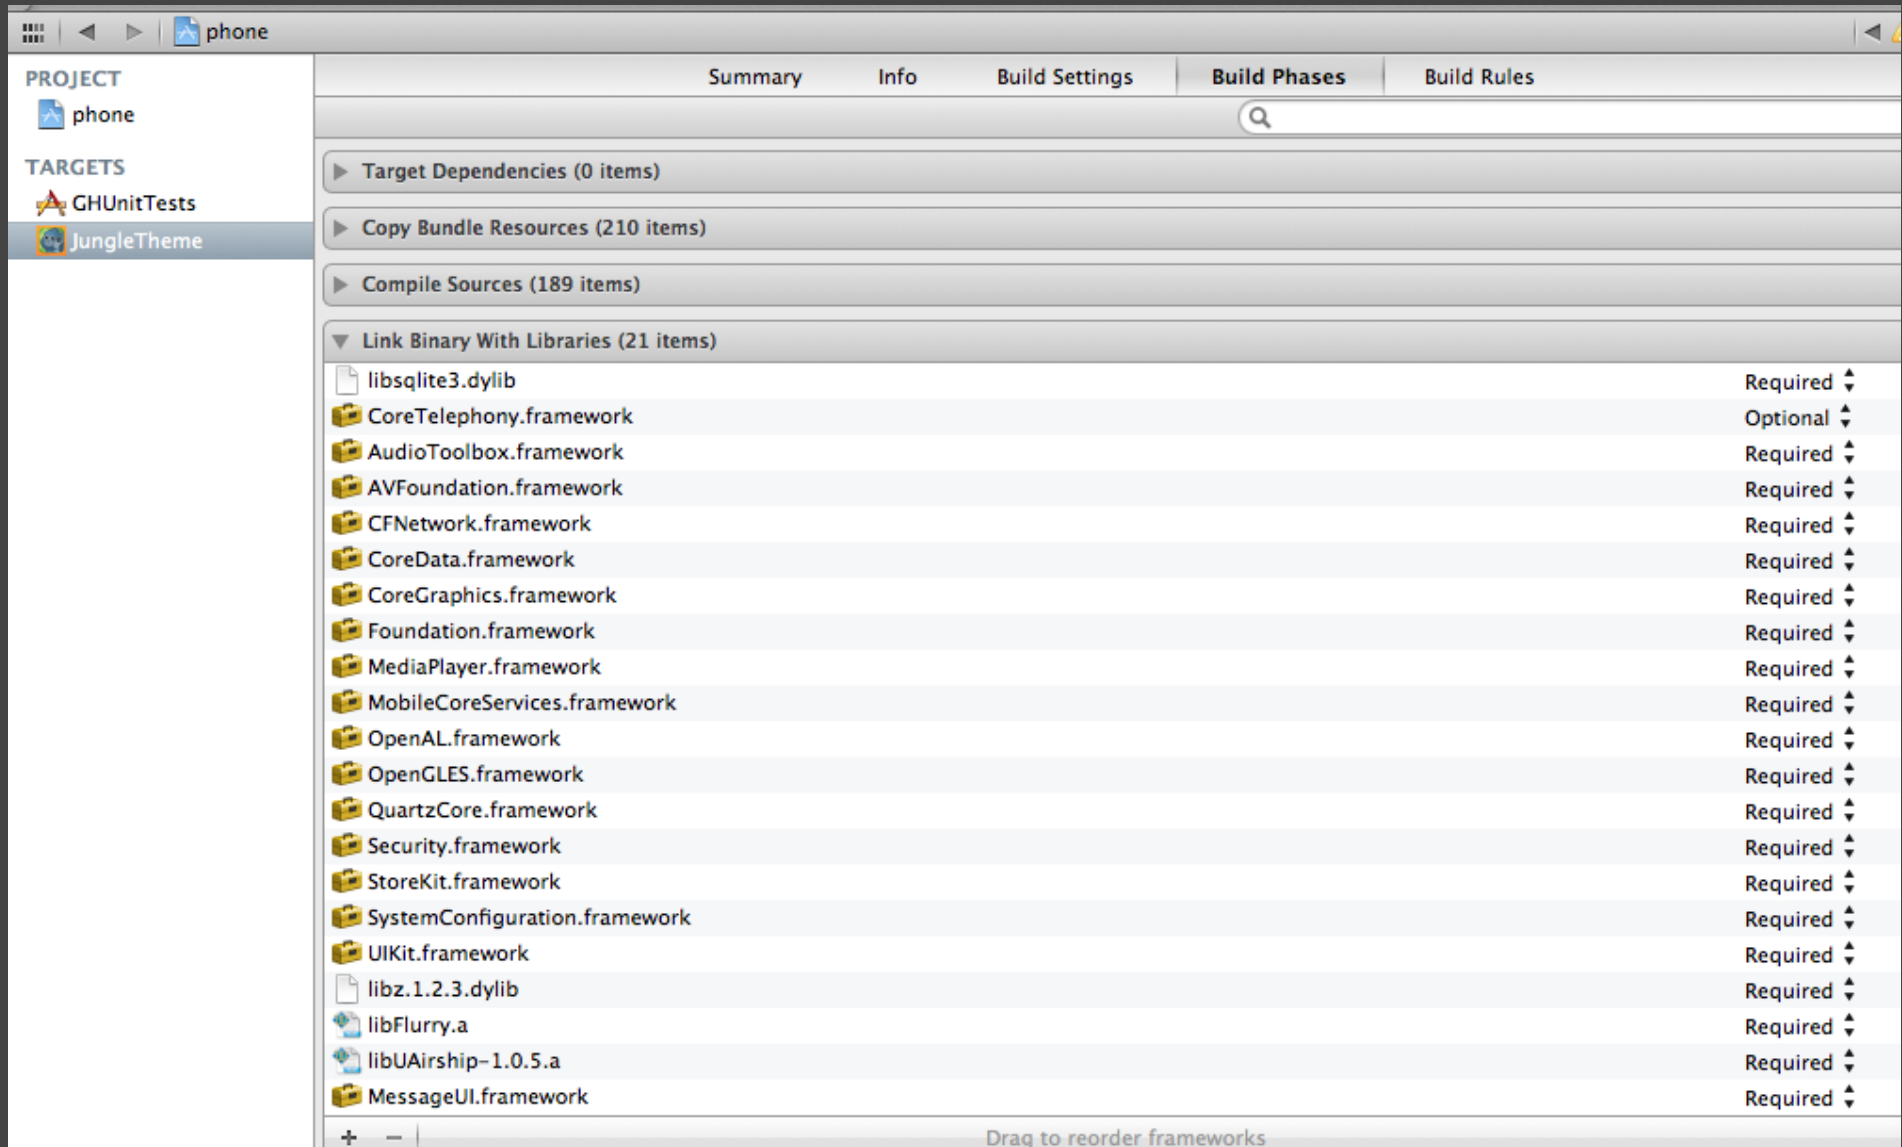 phone
PROJECT
phone
TARGETS
GHUnitTests
JungleTheme
Summary Info Build Settings Build Phases Build Rules
Target Dependencies (0 items)
Copy Bundle Resources (210 items)
Compile Sources (189 items)
Link Binary With Libraries (21 items)
libsqlite3.dylib Required
CoreTelephony.framework Optional
AudioToolbox.framework Required
AVFoundation.framework Required
CFNetwork.framework Required
CoreData.framework Required
CoreGraphics.framework Required
Foundation.framework Required
MediaPlayer.framework Required
MobileCoreServices.framework Required
OpenAL.framework Required
OpenGLES.framework Required
QuartzCore.framework Required
Security.framework Required
StoreKit.framework Required
SystemConfiguration.framework Required
UIKit.framework Required
libz.1.2.3.dylib Required
libFlurry.a Required
libUAirship-1.0.5.a Required
MessageUI.framework Required
+ −
Drag to reorder frameworks